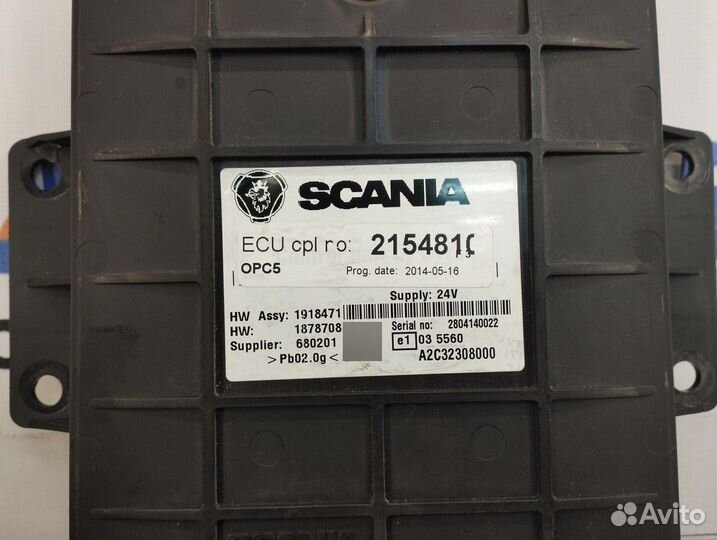 SCANIA
ECU cpl no: 2154810
OPC5 Prog. date: 2014-05-16
Supply: 24V
HW Assy: 1918471
HW: 1878708 Serial no: 2804140022
Supplier: 680201 e1 03 5560
>Pb02.0g< A2C32308000
Avito